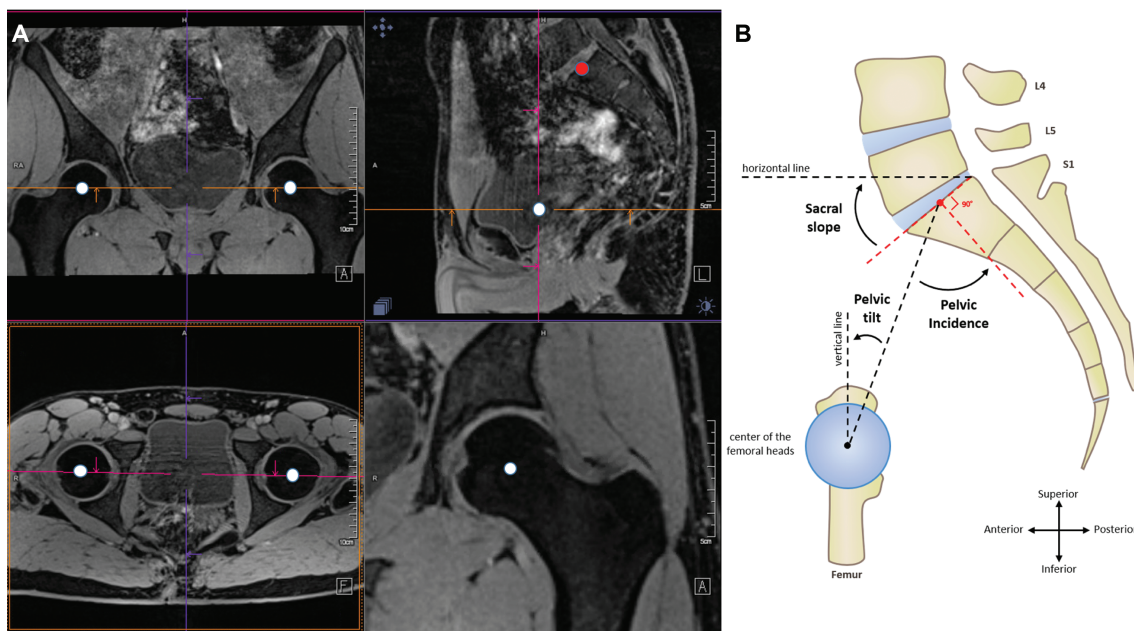 A
H
RA
10cm
A
H
A
5cm
L
A
R
10cm
F
H
R
5cm
A
B
L4
L5
S1
horizontal line
90°
Sacral
slope
Pelvic
tilt
Pelvic
Incidence
vertical line
center of the
femoral heads
Superior
Anterior
Posterior
Inferior
Femur